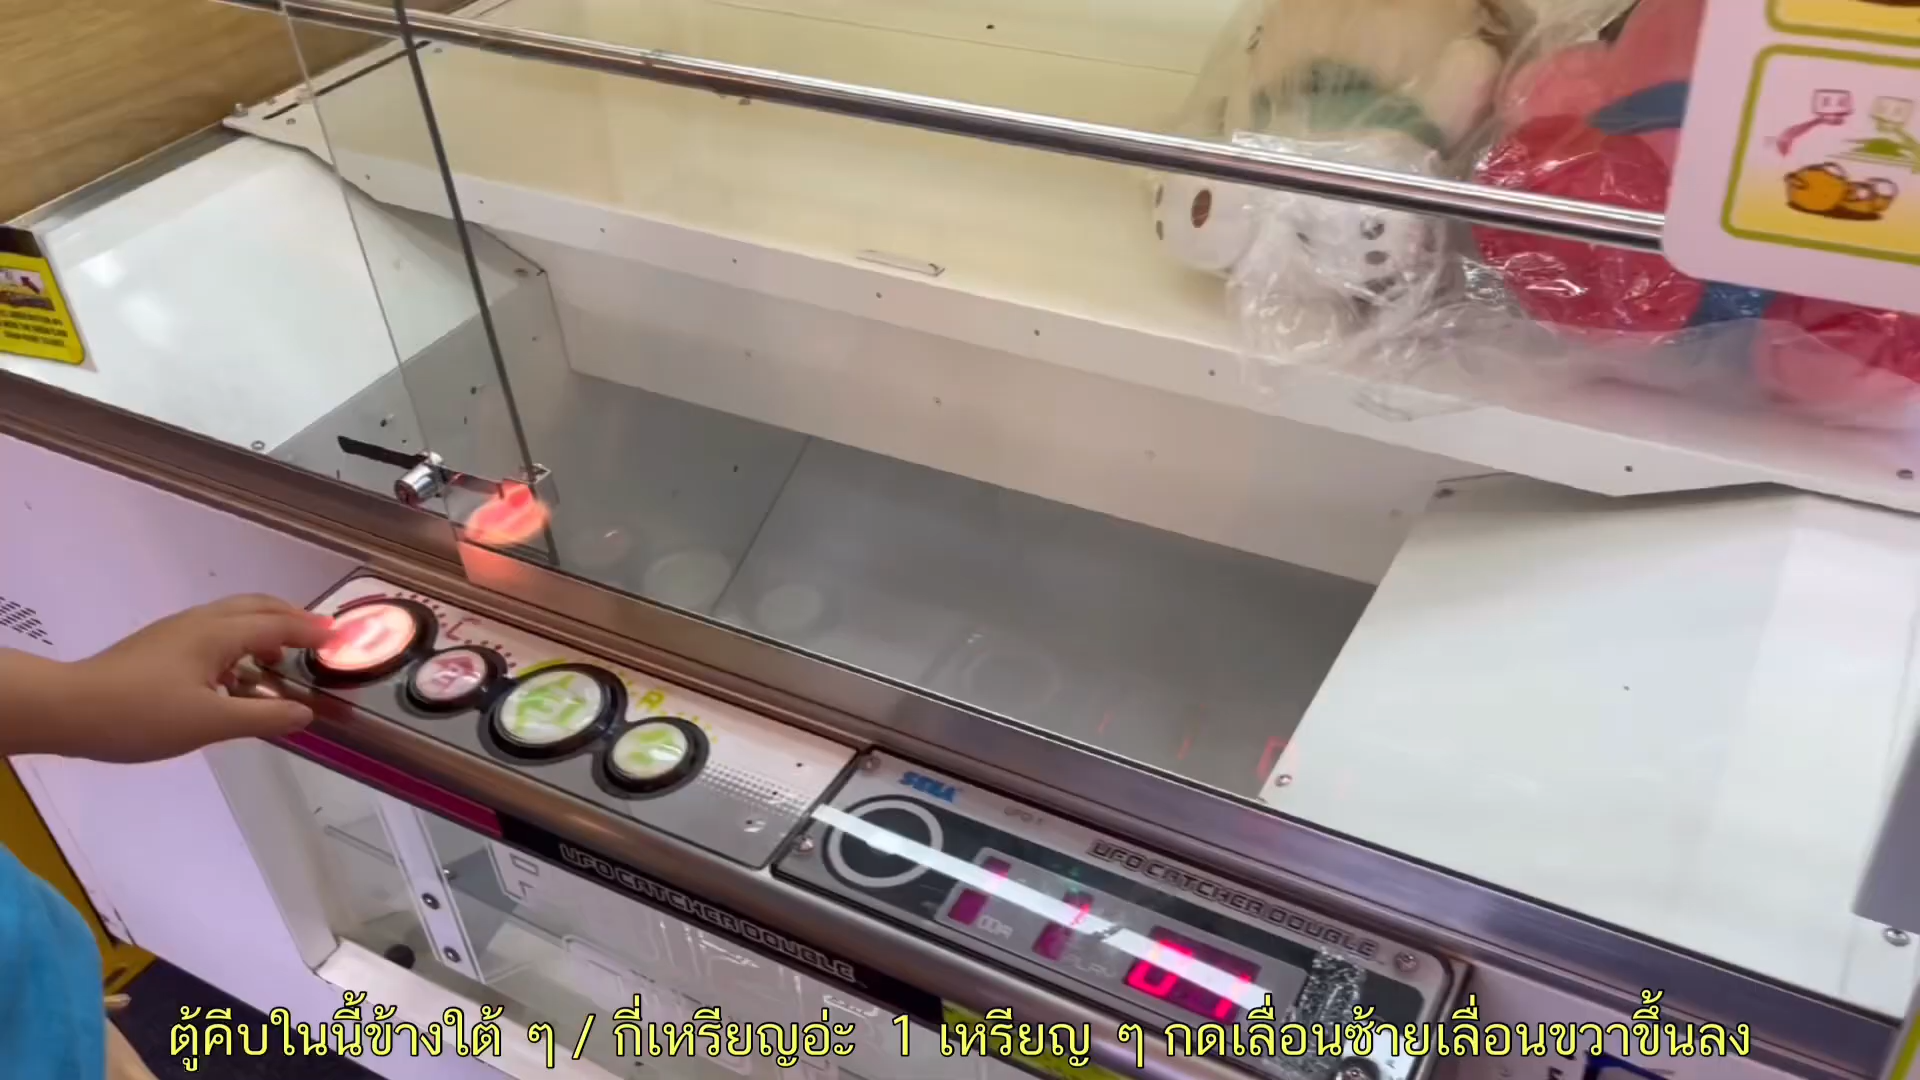 SEGA
UFO CATCHER DOUBLE
UFO CATCHER DOUBLE
PLAY
ตู้คีบในนี้ข้างใต้ ๆ / กี่เหรียญอ่ะ 1 เหรียญ ๆ กดเลื่อนซ้ายเลื่อนขวาขึ้นลง